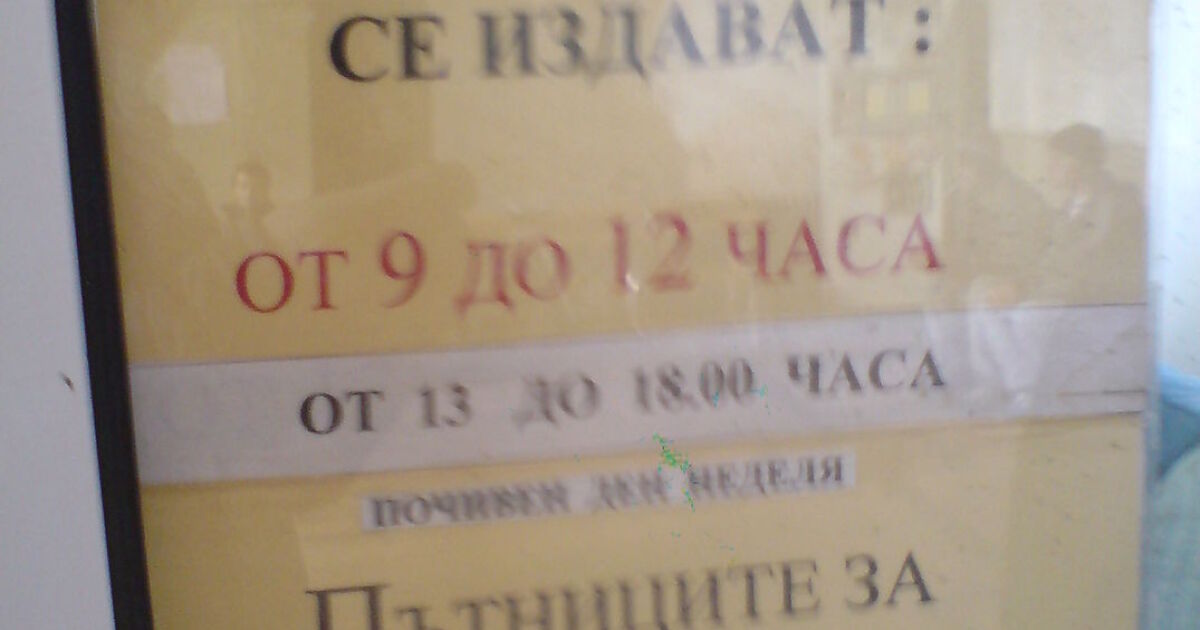 СЕ ИЗДАВАТ :
ОТ 9 ДО 12 ЧАСА
ОТ 13 ДО 18.00 ЧАСА
ПОЧИВЕН ДЕН НЕДЕЛЯ
ПЪТНИЦИТЕ ЗА